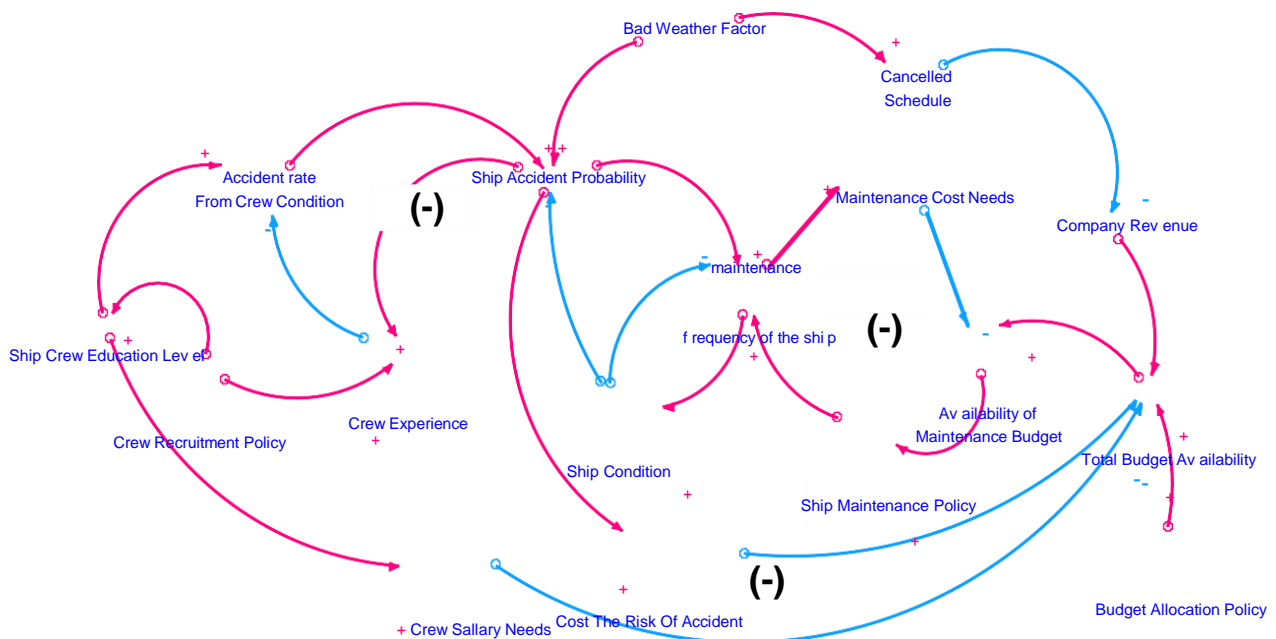 Bad Weather Factor
+
Cancelled
Schedule
+
+ +
Accident rate
From Crew Condition
-
(-)
Ship Accident Probability
-
+
Maintenance Cost Needs
-
Company Rev enue
+
-
maintenance
f requency of the shi p
+
(-)
-
+
+
Ship Crew Education Lev el
+
Crew Recruitment Policy
Crew Experience
+
Av ailability of
Maintenance Budget
+
Total Budget Av ailability
--
+
Ship Condition
+
Ship Maintenance Policy
+
(-)
+
Cost The Risk Of Accident
+ Crew Sallary Needs
Budget Allocation Policy